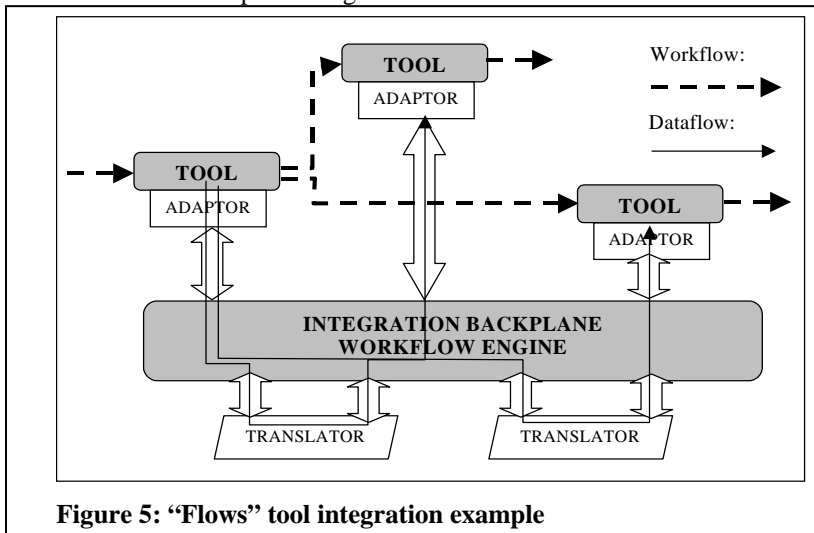 TOOL
ADAPTOR
Workflow:
Dataflow:
TOOL
ADAPTOR
TOOL
ADAPTOR
INTEGRATION BACKPLANE
WORKFLOW ENGINE
TRANSLATOR
TRANSLATOR
Figure 5: “Flows” tool integration example